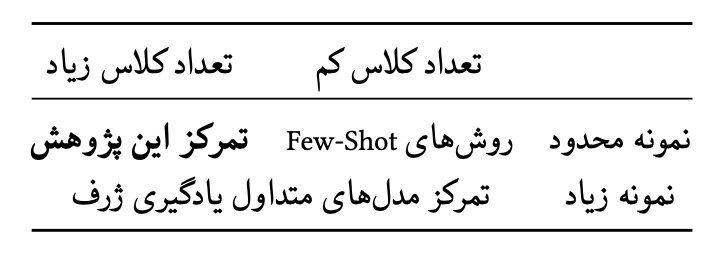 تعداد کلاس کم تعداد کلاس زیاد
نمونه محدود روش‌های Few-Shot تمرکز این پژوهش
نمونه زیاد تمرکز مدل‌های متداول یادگیری ژرف